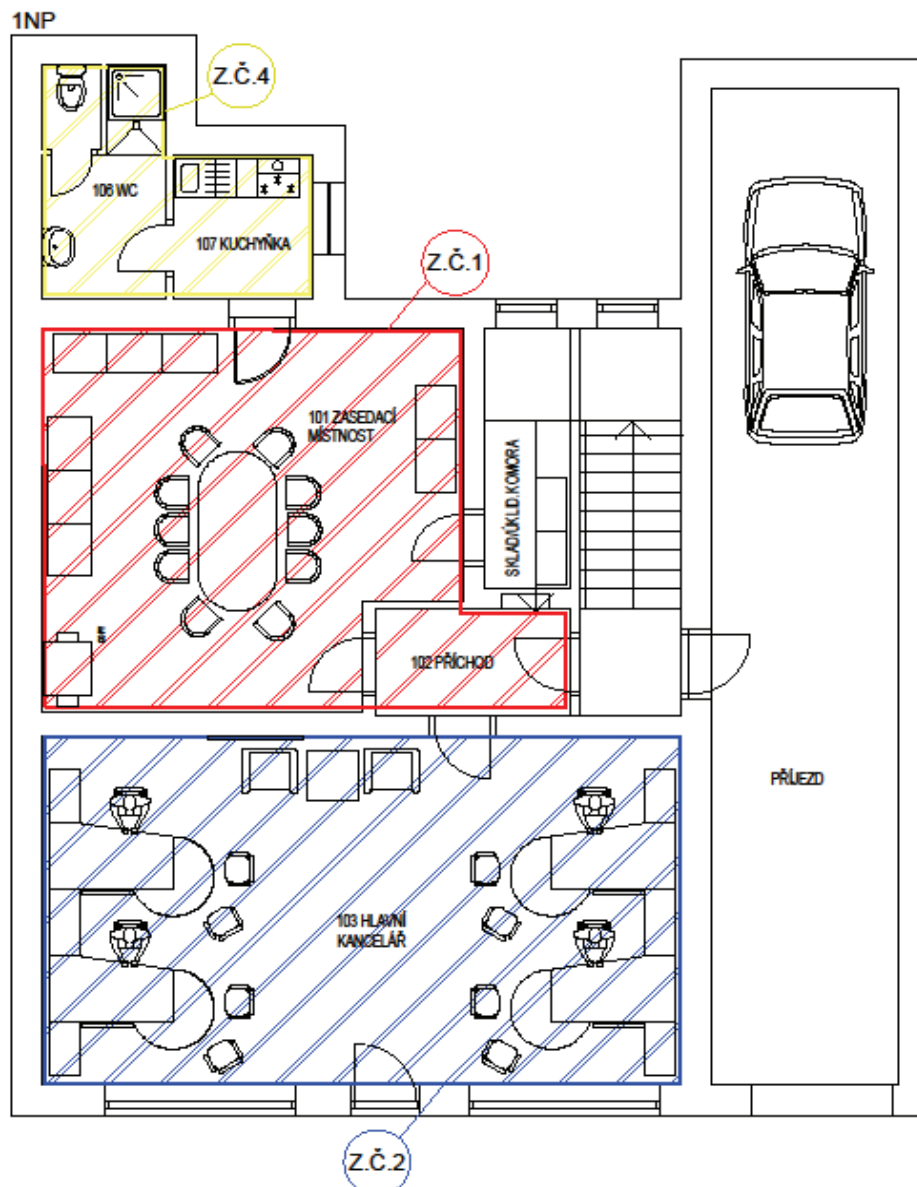 1NP
Z.Č.4
106 WC
107 KUCHYŇKA
Z.Č.1
101 ZASEDACÍ
MÍSTNOST
SKLAD/ÚKLID.KOMORA
102 PŘÍCHOD
PŘÍJEZD
103 HLAVNÍ
KANCELÁŘ
Z.Č.2